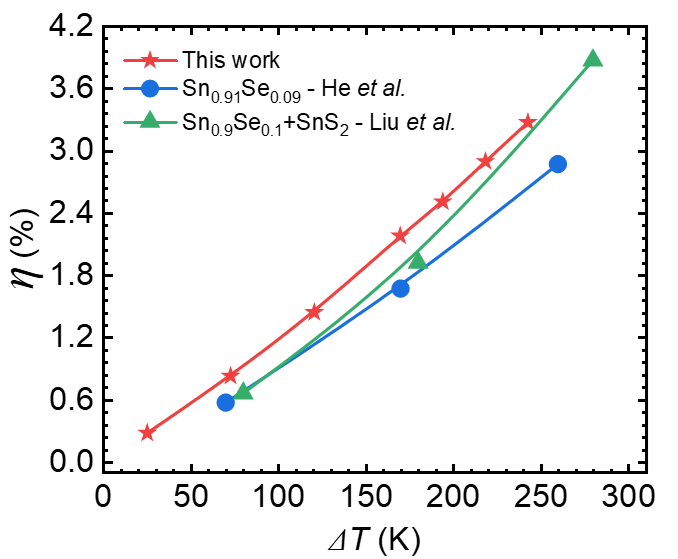 4.2
3.6
3.0
2.4
1.8
1.2
0.6
0.0
η (%)
This work
Sn0.91Se0.09 - He et al.
Sn0.9Se0.1+SnS2 - Liu et al.
0 50 100 150 200 250 300
ΔT (K)